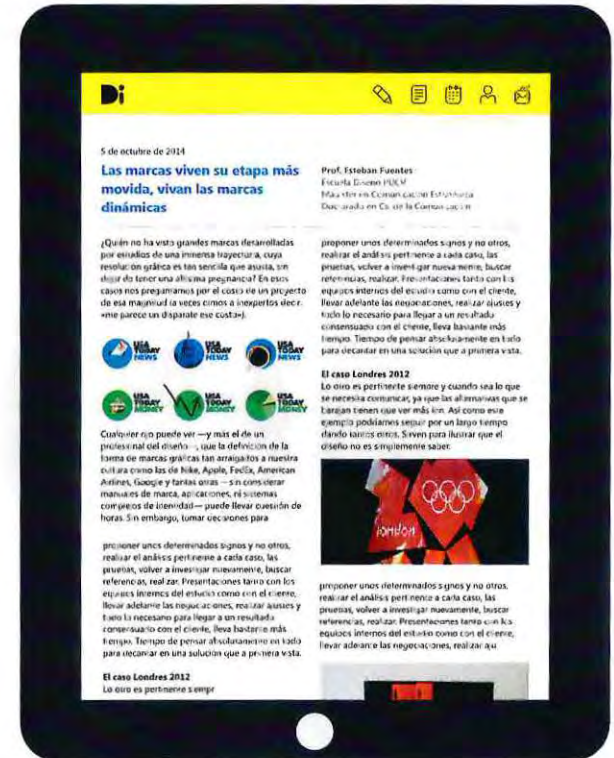 Di
5 de octubre de 2014
Las marcas viven su etapa más
movida, vivan las marcas
dinámicas
Prof. Esteban Fuentes
Escuela Diseño PUCV
¿Quién no ha visto grandes marcas desarrolladas
por estudios de una inmensa trayectoria, cuya
resolución gráfica es tan sencilla que asusta, sin
dejar de tener una altísima pregnancia? En esos
casos nos preguntamos por el costo de un proyecto
de esa magnitud (a veces oímos a inexpertos decir,
«me parece un disparate ese costo»).
USA
TODAY
NEWS
USA
TODAY
NEWS
USA
TODAY
NEWS
USA
TODAY
MONEY
USA
TODAY
MONEY
USA
TODAY
MONEY
Cualquier ojo puede ver —y más el de un
profesional del diseño—, que la definición de la
forma de marcas gráficas tan arraigadas a nuestra
cultura como las de Nike, Apple, FedEx, American
Airlines, Google y tantas otras —sin considerar
manuales de marca, aplicaciones, ni sistemas
complejos de identidad— puede llevar cuestión de
horas. Sin embargo, tomar decisiones para
proponer unos determinados signos y no otros,
realizar el análisis pertinente a cada caso, las
pruebas, volver a investigar nuevamente, buscar
referencias, realizar. Presentaciones tanto con los
equipos internos del estudio como con el cliente,
llevar adelante las negociaciones, realizar ajustes y
todo lo necesario para llegar a un resultado
consensuado con el cliente, lleva bastante más
tiempo. Tiempo de pensar absolutamente en todo
para decantar en una solución que a primera vista.
El caso Londres 2012
Lo otro es pertinente siempr
proponer unos determinados signos y no otros,
realizar el análisis pertinente a cada caso, las
pruebas, volver a investigar nuevamente, buscar
referencias, realizar. Presentaciones tanto con los
equipos internos del estudio como con el cliente,
llevar adelante las negociaciones, realizar ajustes y
todo lo necesario para llegar a un resultado
consensuado con el cliente, lleva bastante más
tiempo. Tiempo de pensar absolutamente en todo
para decantar en una solución que a primera vista.
El caso Londres 2012
Lo otro es pertinente siempre y cuando sea lo que
se necesita comunicar, ya que las alternativas que se
barajan tienen que ver más con. Así como este
ejemplo podríamos seguir por un largo tiempo
dando tantos otros. Sirven para ilustrar que el
diseño no es simplemente saber.
london
proponer unos determinados signos y no otros,
realizar el análisis pertinente a cada caso, las
pruebas, volver a investigar nuevamente, buscar
referencias, realizar. Presentaciones tanto con los
equipos internos del estudio como con el cliente,
llevar adelante las negociaciones, realizar aju